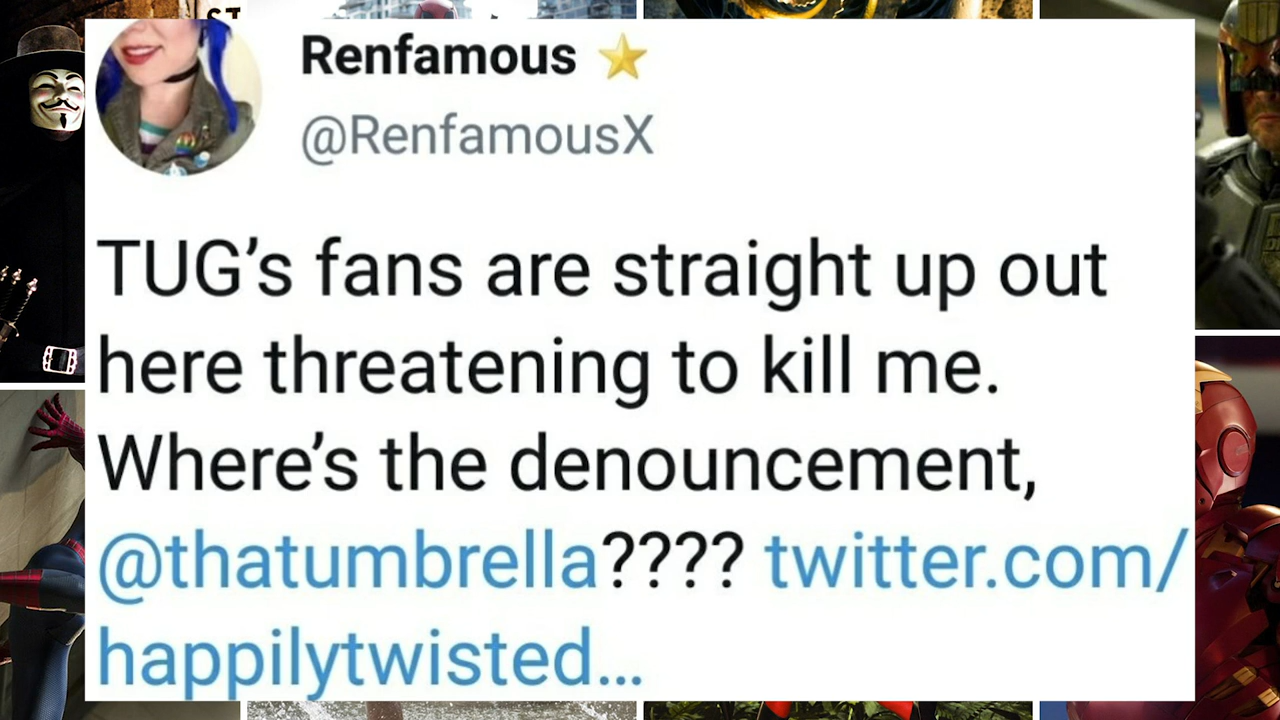 ST
Renfamous ⭐
@RenfamousX
TUG’s fans are straight up out
here threatening to kill me.
Where’s the denouncement,
@thatumbrella???? twitter.com/
happilytwisted...